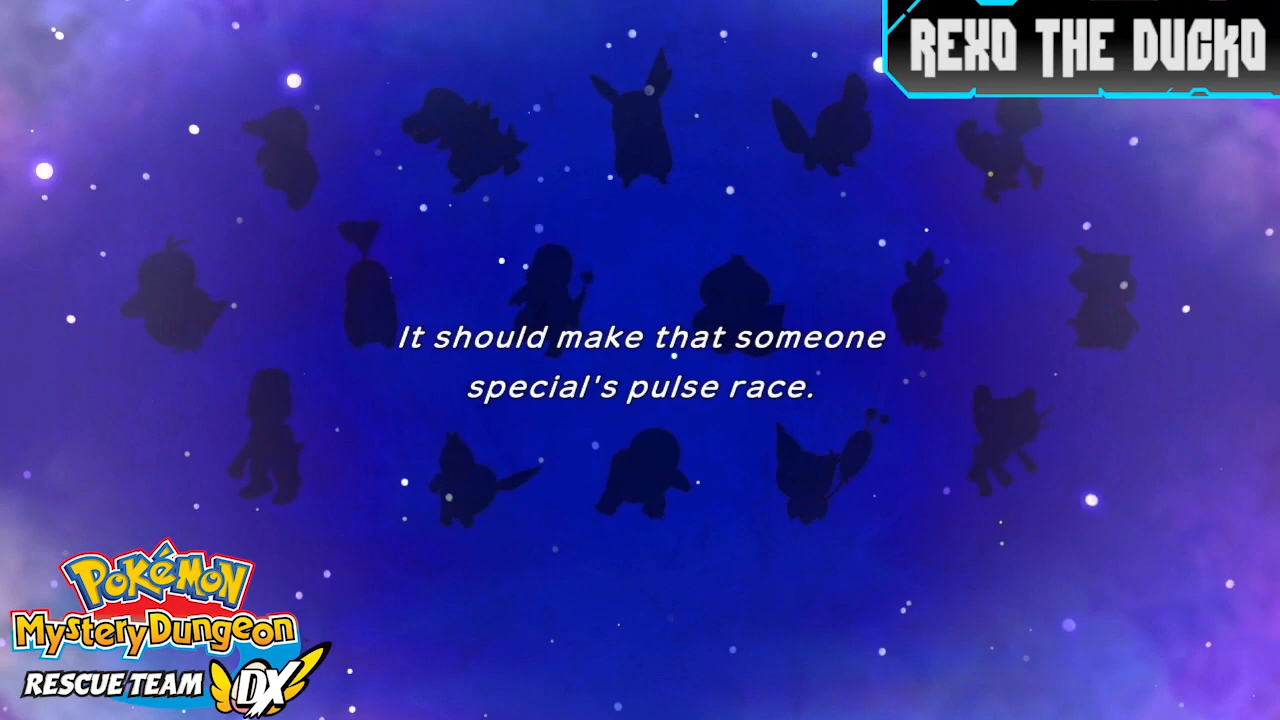 REXO THE DUCKO
It should make that someone
special's pulse race.
POKéMON
Mystery Dungeon
RESCUE TEAM DX